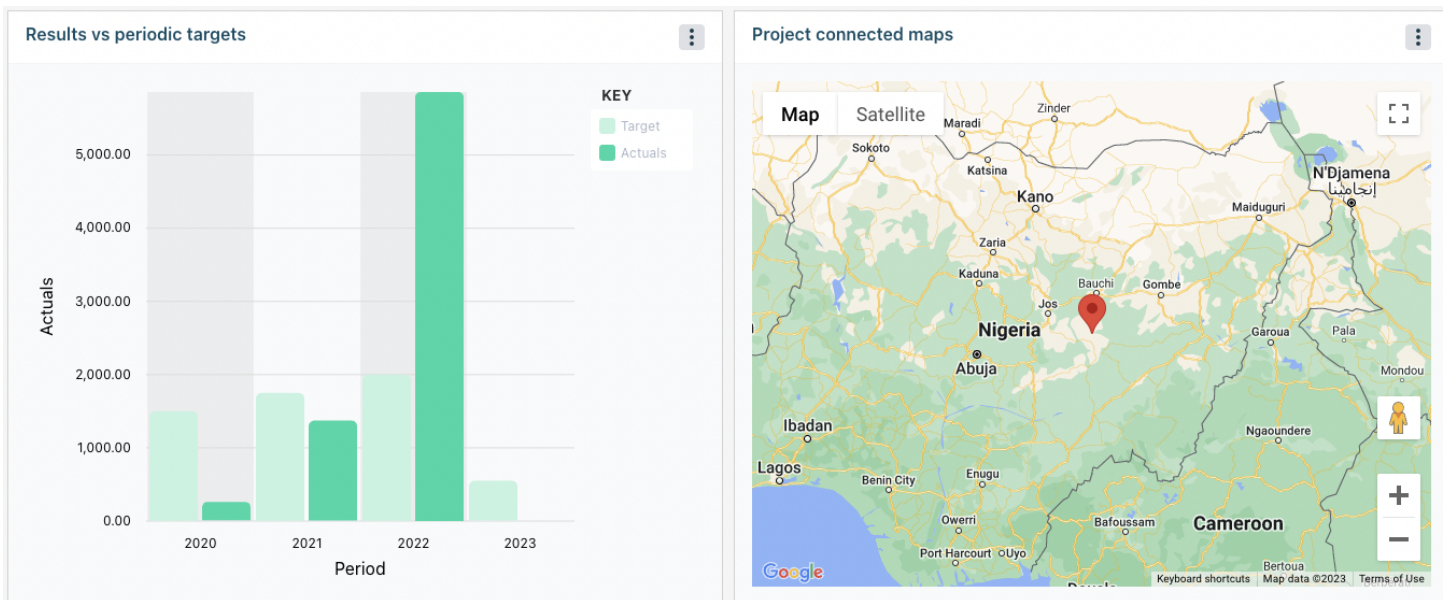 Results vs periodic targets
KEY
Target
Actuals
5,000.00
4,000.00
3,000.00
2,000.00
1,000.00
0.00
Actuals
2020 2021 2022 2023
Period
Project connected maps
Map Satellite
Zinder
Maradi
Sokoto
Katsina
N'Djamena
إنجامينا
Kano
Maiduguri
Zaria
Kaduna
Bauchi
Gombe
Jos
Nigeria
Garoua
Pala
Abuja
Mondou
Ibadan
Ngaoundere
Lagos
Enugu
Benin City
Owerri
Bafoussam
Cameroon
Port Harcourt
Uyo
Bertoua
Google
Keyboard shortcuts Map data ©2023 Terms of Use